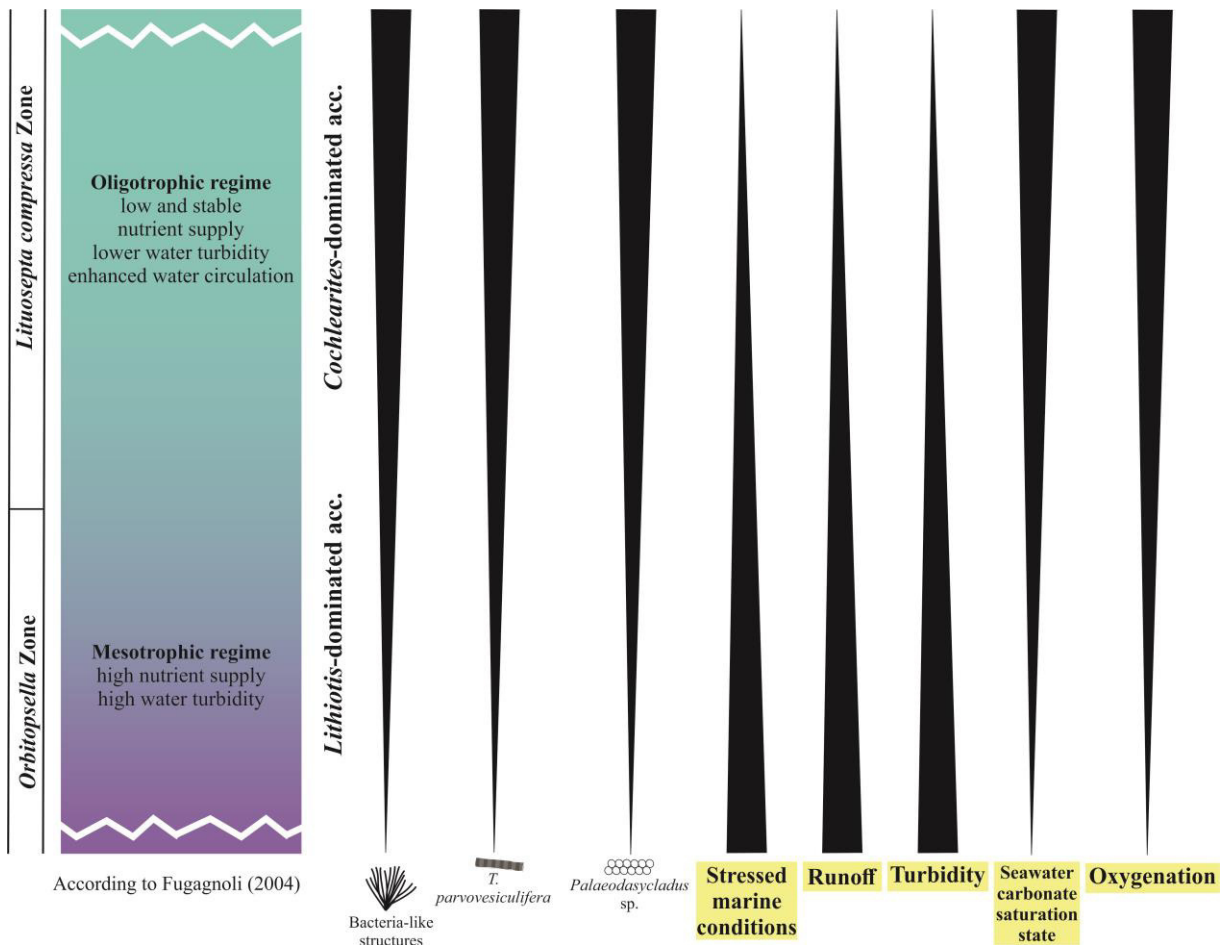 Lituosepta compressa Zone
Orbitopsella Zone
Oligotrophic regime
low and stable
nutrient supply
lower water turbidity
enhanced water circulation
Mesotrophic regime
high nutrient supply
high water turbidity
According to Fugagnoli (2004)
Cochlearites-dominated acc.
Lithiotis-dominated acc.
Bacteria-like
structures
T.
parvovesiculifera
Palaeodasycladus
sp.
Stressed
marine
conditions
Runoff
Turbidity
Seawater
carbonate
saturation
state
Oxygenation